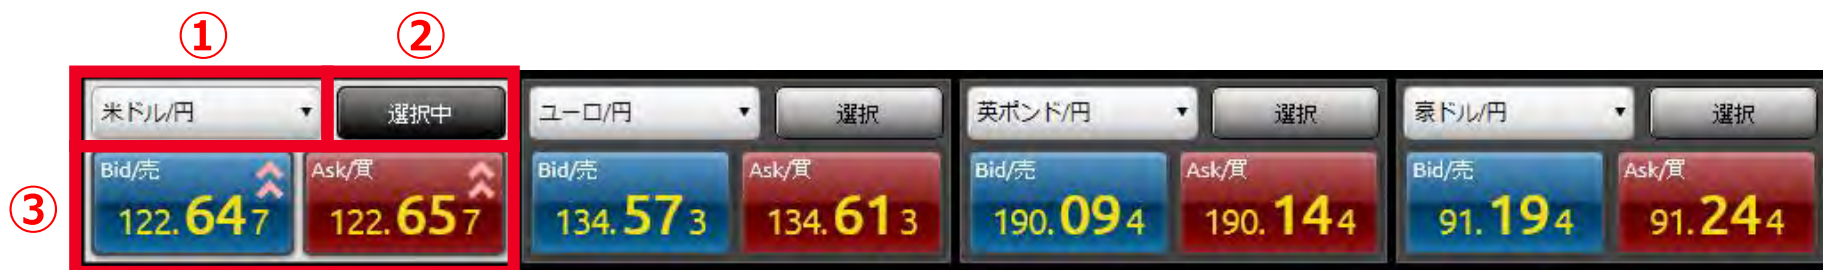 ① ②
米ドル/円 選択中 ユーロ/円 選択 英ポンド/円 選択 豪ドル/円 選択
③ Bid/売 Ask/買 Bid/売 Ask/買 Bid/売 Ask/買 Bid/売 Ask/買
122.647 122.657 134.573 134.613 190.094 190.144 91.194 91.244